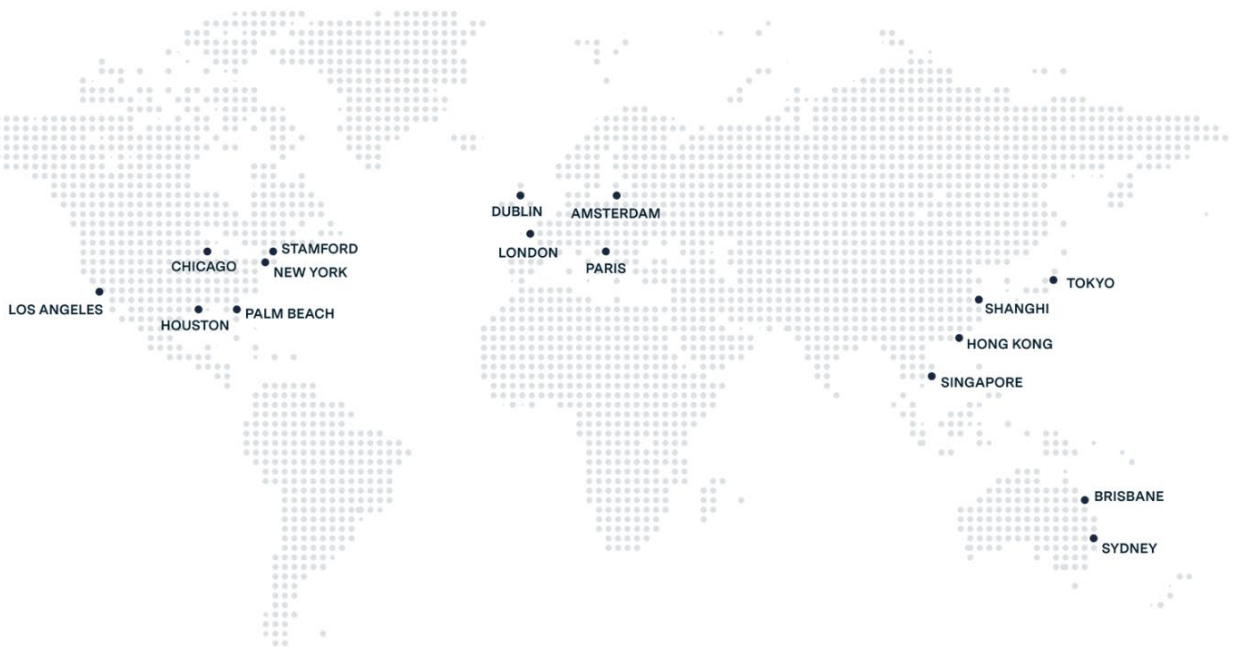 DUBLIN
AMSTERDAM
STAMFORD
LONDON
CHICAGO
NEW YORK
PARIS
TOKYO
LOS ANGELES
SHANGHI
PALM BEACH
HOUSTON
HONG KONG
SINGAPORE
BRISBANE
SYDNEY